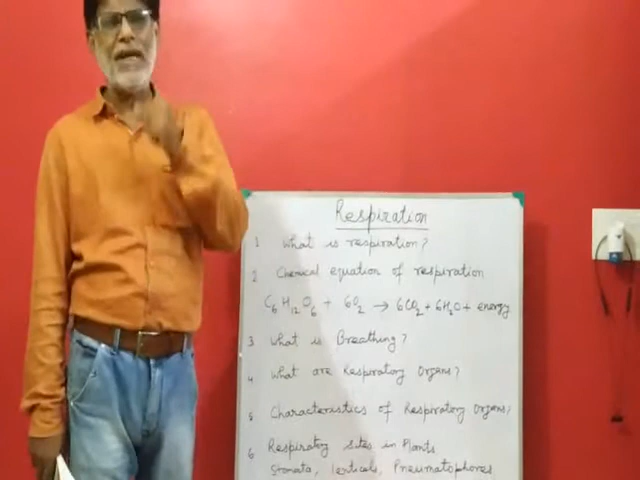 Respiration
1 What is respiration?
2 Chemical equation of respiration
C6H12O6 + 6O2 → 6CO2 + 6H2O + energy
3 What is Breathing?
4 What are Respiratory Organs?
5 Characteristics of Respiratory Organs?
6 Respiratory sites in Plants
Stomata, lenticels, Pneumatophores